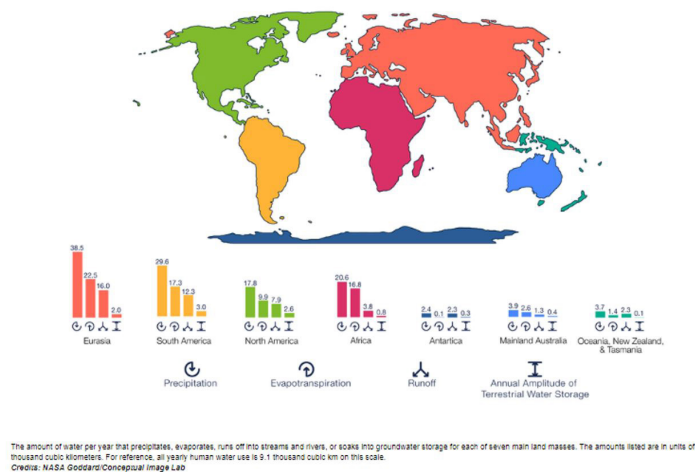 38.5 22.5 16.0 2.0
29.6 17.3 12.3 3.0
17.8 9.9 7.9 2.6
20.6 16.8 3.8 0.8
2.4 0.1 2.3 0.3
3.9 2.6 1.3 0.4
3.7 1.4 2.3 0.1
Eurasia
South America
North America
Africa
Antartica
Mainland Australia
Oceania, New Zealand,
& Tasmania
Precipitation
Evapotranspiration
Runoff
Annual Amplitude of
Terrestrial Water Storage
The amount of water per year that precipitates, evaporates, runs off into streams and rivers, or soaks into groundwater storage for each of seven main land masses. The amounts listed are in units of
thousand cubic kilometers. For reference, all yearly human water use is 9.1 thousand cubic km on this scale.
Credits: NASA Goddard/Conceptual Image Lab